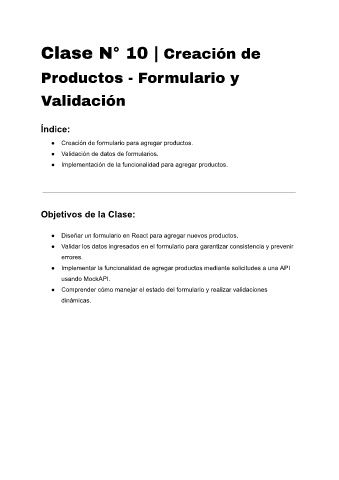 Clase N° 10 | Creación de
Productos - Formulario y
Validación
Índice:
● Creación de formulario para agregar productos.
● Validación de datos de formularios.
● Implementación de la funcionalidad para agregar productos.
Objetivos de la Clase:
● Diseñar un formulario en React para agregar nuevos productos.
● Validar los datos ingresados en el formulario para garantizar consistencia y prevenir
errores.
● Implementar la funcionalidad de agregar productos mediante solicitudes a una API
usando MockAPI.
● Comprender cómo manejar el estado del formulario y realizar validaciones
dinámicas.